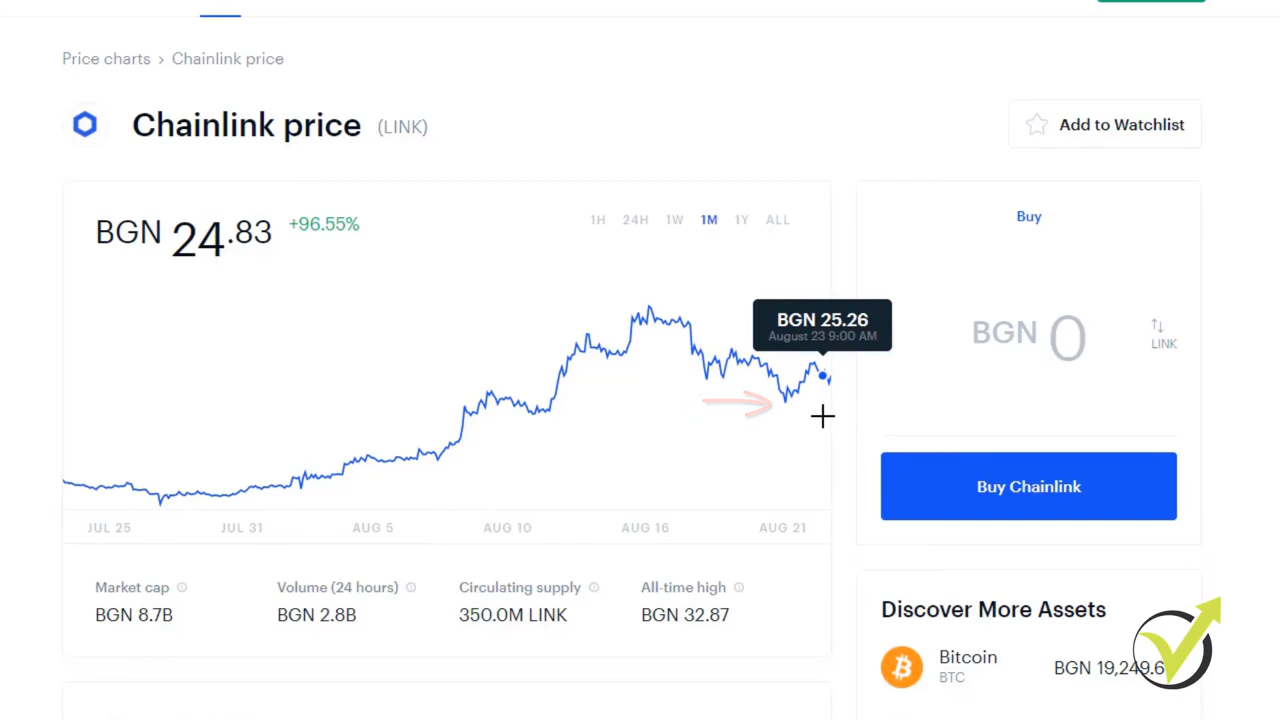 Price charts › Chainlink price
Chainlink price (LINK)
Add to Watchlist
BGN 24.83 +96.55%
1H 24H 1W 1M 1Y ALL
Buy
BGN 25.26
August 23 9:00 AM
BGN 0
LINK
Buy Chainlink
JUL 25 JUL 31 AUG 5 AUG 10 AUG 16 AUG 21
Market cap Volume (24 hours) Circulating supply All-time high
BGN 8.7B BGN 2.8B 350.0M LINK BGN 32.87
Discover More Assets
Bitcoin
BTC
BGN 19,249.6